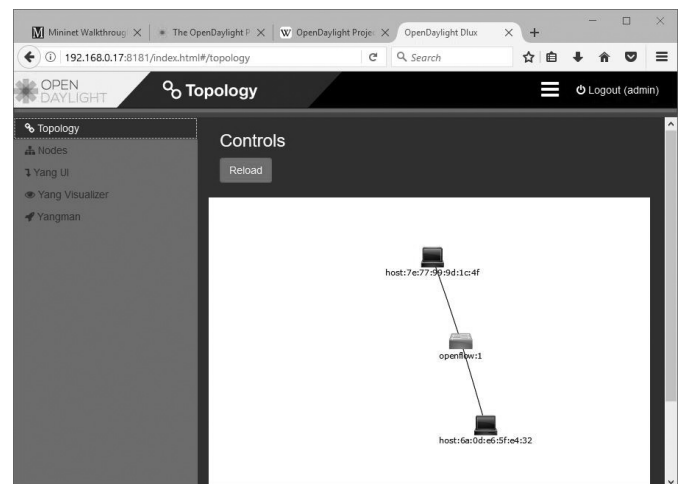 Mininet Walkthroug
The OpenDaylight P
OpenDaylight Projec
OpenDaylight Dlux
192.168.0.17:8181/index.html#/topology
Search
OPEN
DAYLIGHT
Topology
Logout (admin)
Topology
Nodes
Yang UI
Yang Visualizer
Yangman
Controls
Reload
host:7e:77:99:9d:1c:4f
openflow:1
host:6a:0d:e6:5f:e4:32